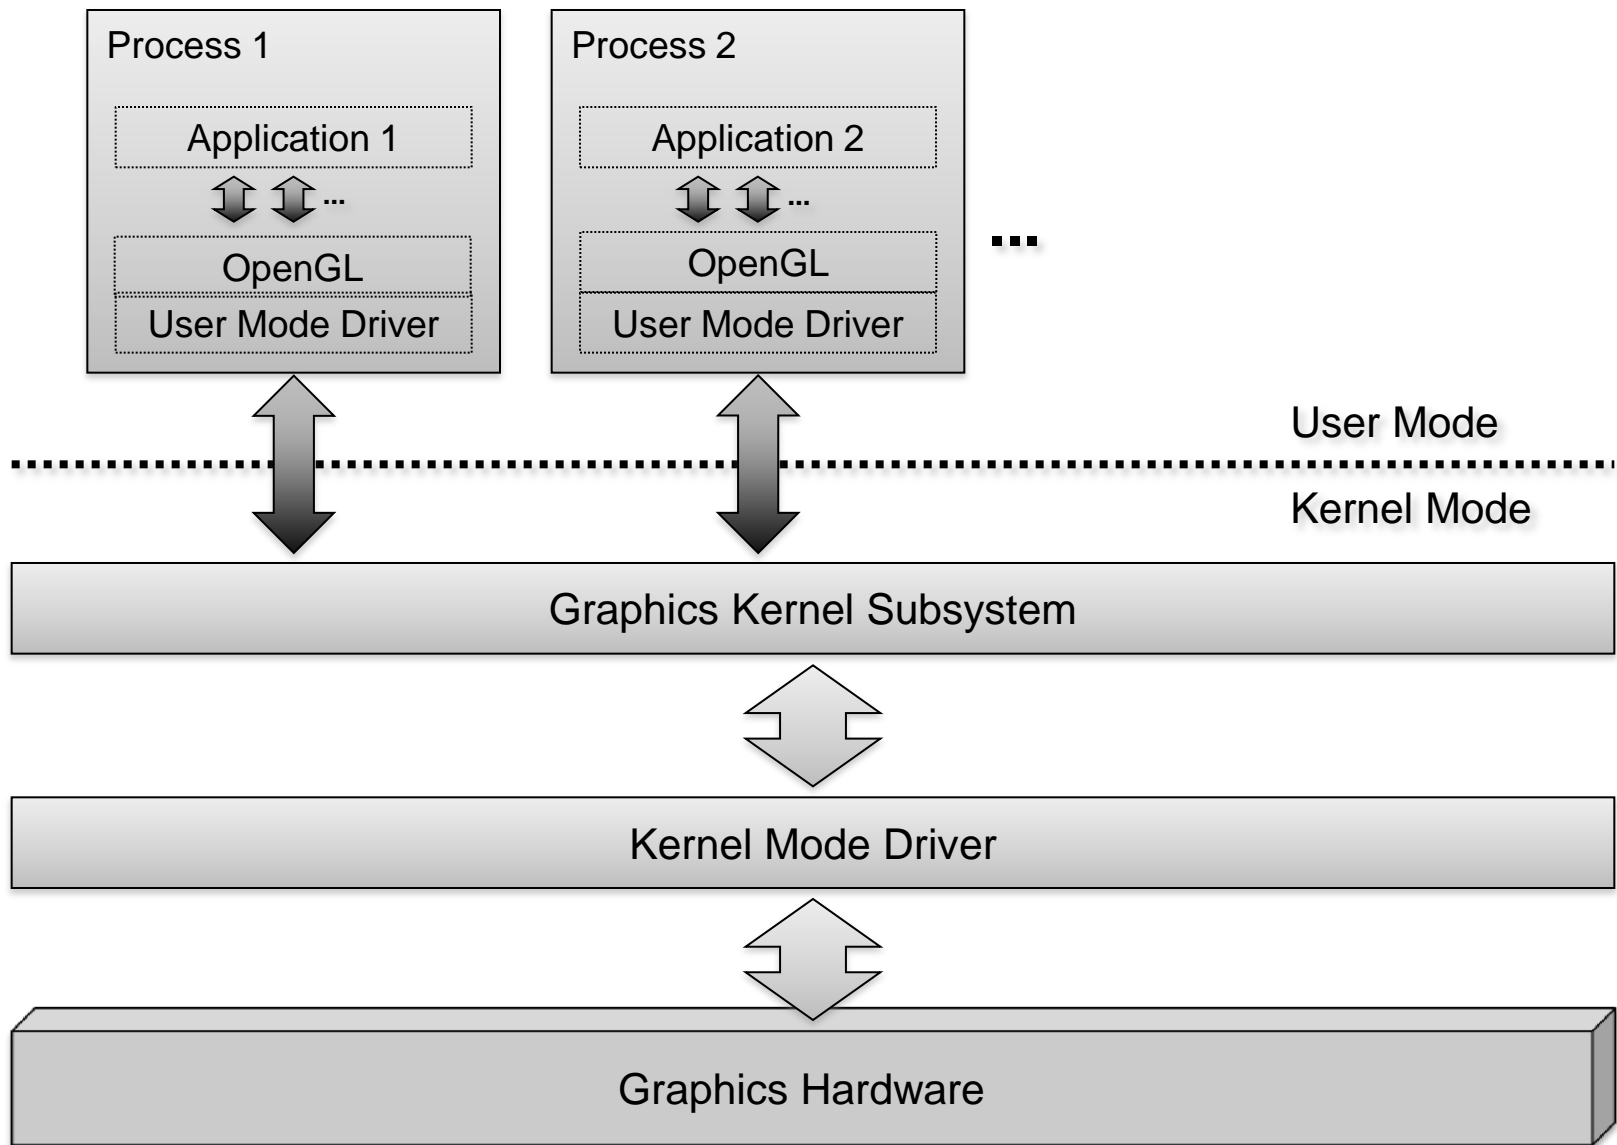 Process 1
Application 1
...
OpenGL
User Mode Driver
Process 2
Application 2
...
OpenGL
User Mode Driver
...
User Mode
Kernel Mode
Graphics Kernel Subsystem
Kernel Mode Driver
Graphics Hardware